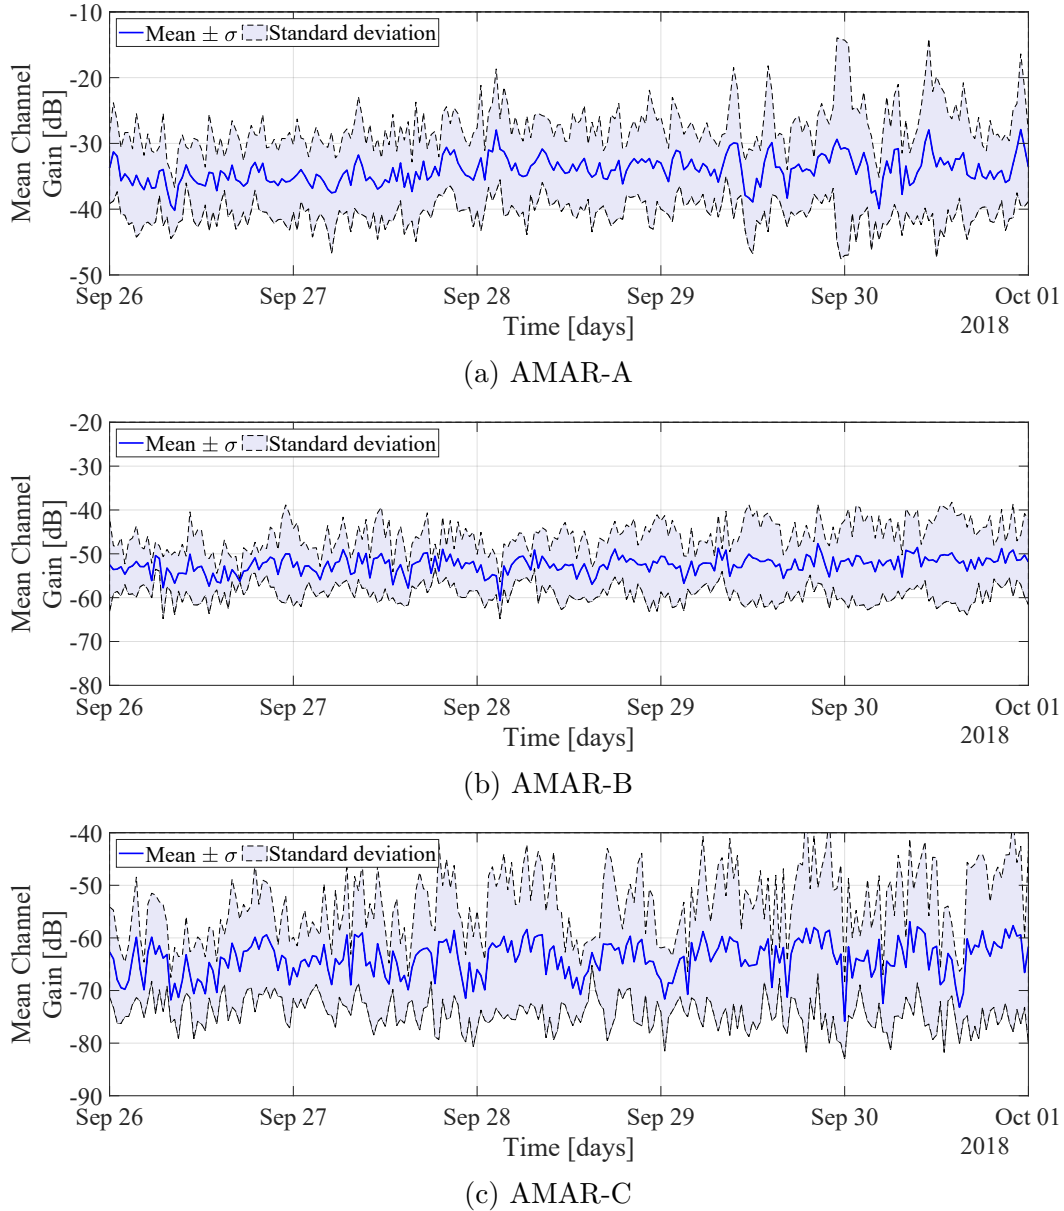 -10
Mean ± σ Standard deviation
-20
-30
-40
-50
Mean Channel
Gain [dB]
Sep 26 Sep 27 Sep 28 Sep 29 Sep 30 Oct 01
Time [days] 2018
(a) AMAR-A
-20
Mean ± σ Standard deviation
-30
-40
-50
-60
-70
-80
Mean Channel
Gain [dB]
Sep 26 Sep 27 Sep 28 Sep 29 Sep 30 Oct 01
Time [days] 2018
(b) AMAR-B
-40
Mean ± σ Standard deviation
-50
-60
-70
-80
-90
Mean Channel
Gain [dB]
Sep 26 Sep 27 Sep 28 Sep 29 Sep 30 Oct 01
Time [days] 2018
(c) AMAR-C